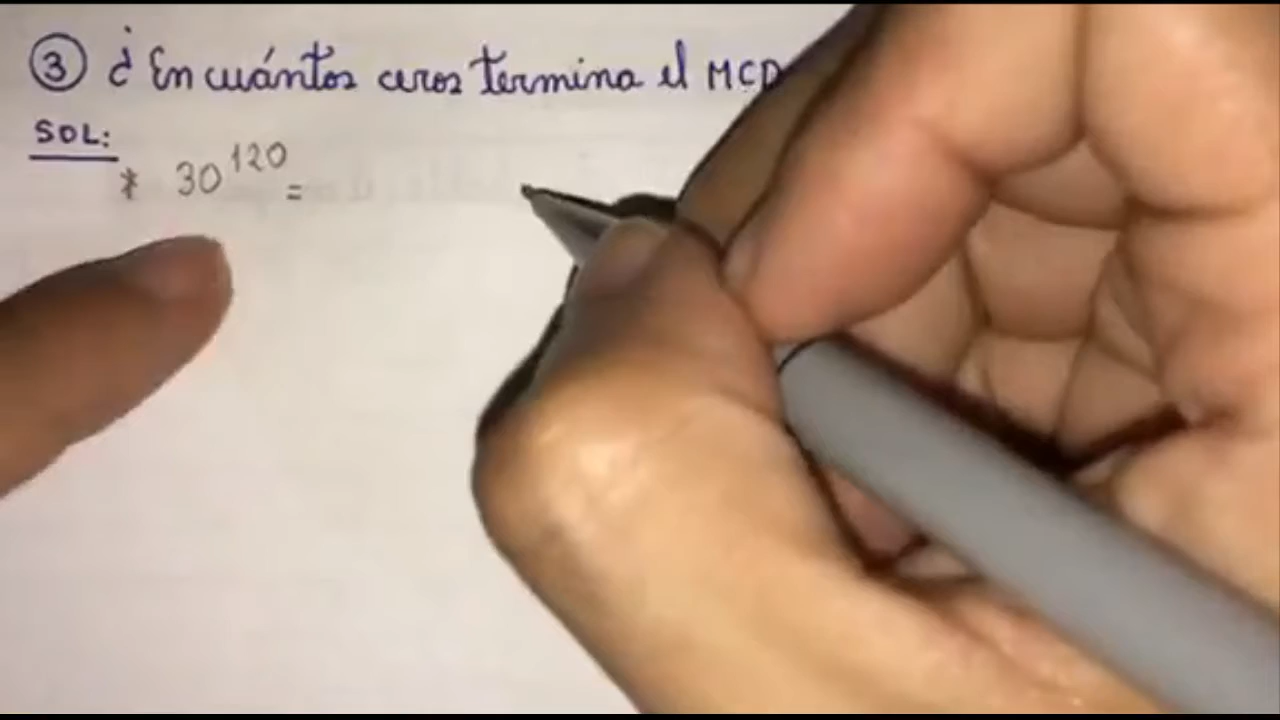 ③ ¿En cuántos ceros termina el MCD
SOL:
* 30^120 =